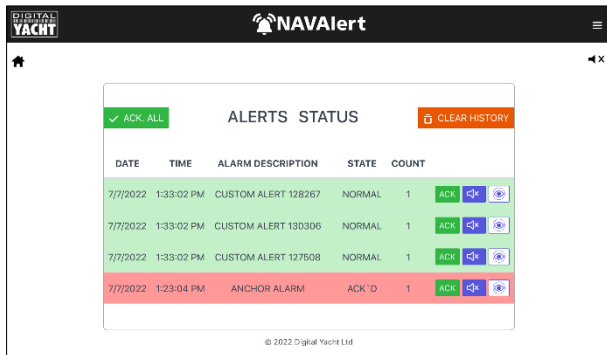 DIGITAL
YACHT
NAVAlert
ACK. ALL
ALERTS STATUS
CLEAR HISTORY
DATE TIME ALARM DESCRIPTION STATE COUNT
7/7/2022 1:33:02 PM CUSTOM ALERT 128267 NORMAL 1 ACK
7/7/2022 1:33:02 PM CUSTOM ALERT 130306 NORMAL 1 ACK
7/7/2022 1:33:02 PM CUSTOM ALERT 127508 NORMAL 1 ACK
7/7/2022 1:23:04 PM ANCHOR ALARM ACK`D 1 ACK
© 2022 Digital Yacht Ltd